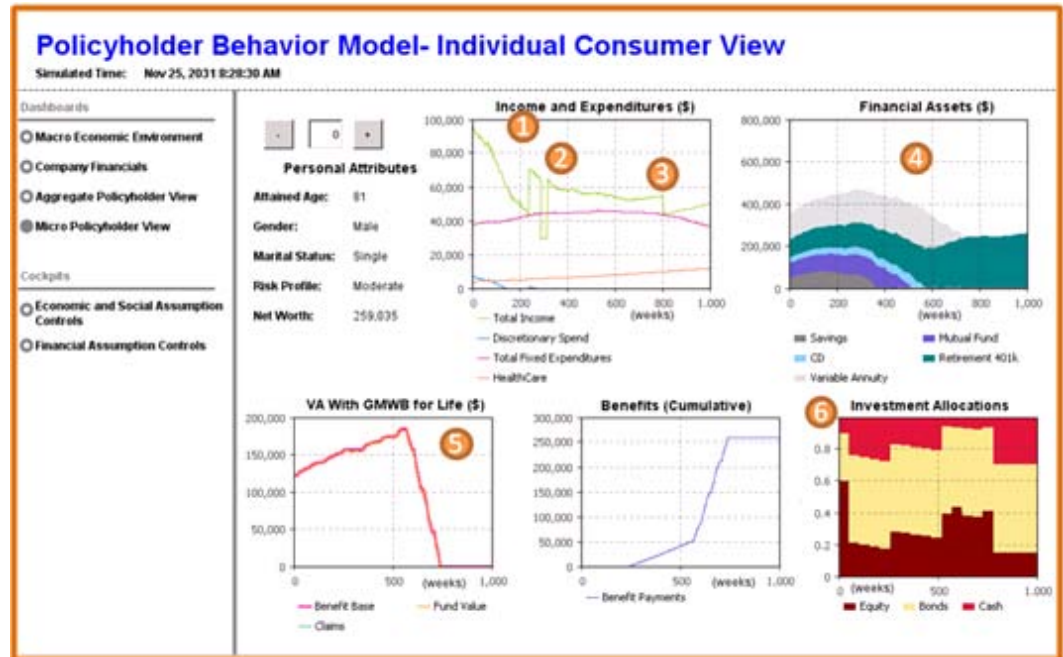 Policyholder Behavior Model- Individual Consumer View
Simulated Time: Nov 25, 2031 8:28:30 AM
Dashboards
Macro Economic Environment
Company Financials
Aggregate Policyholder View
Micro Policyholder View
Cockpits
Economic and Social Assumption
Controls
Financial Assumption Controls
- 0 +
Personal Attributes
Attained Age: 81
Gender: Male
Marital Status: Single
Risk Profile: Moderate
Net Worth: 259,035
Income and Expenditures ($)
1
2
3
100,000
80,000
60,000
40,000
20,000
0
0 200 400 600 800 1.000
(weeks)
Total Income
Discretionary Spend
Total Fixed Expenditures
HealthCare
Financial Assets ($)
4
800,000
600,000
400,000
200,000
0
0 200 400 600 800 1,000
(weeks)
Savings Mutual Fund
CD Retirement 401k
Variable Annuity
VA With GMWB for Life ($)
5
200,000
150,000
100,000
50,000
0
0 500 (weeks) 1,000
Benefit Base Fund Value
Claims
Benefits (Cumulative)
300,000
250,000
200,000
150,000
100,000
50,000
0
0 500 (weeks) 1,000
Benefit Payments
6 Investment Allocations
0.8
0.6
0.4
0.2
0
0 (weeks) 500 1.000
Equity Bonds Cash